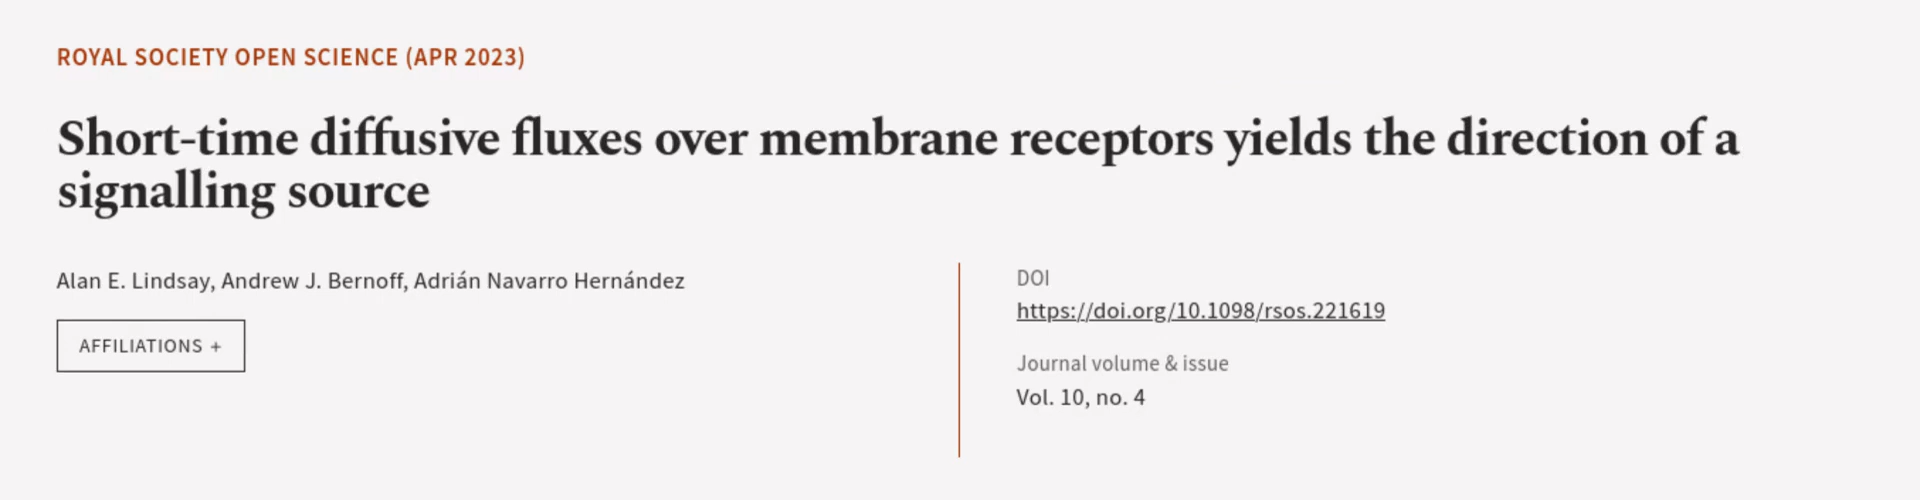 ROYAL SOCIETY OPEN SCIENCE (APR 2023)
Short-time diffusive fluxes over membrane receptors yields the direction of a
signalling source
Alan E. Lindsay, Andrew J. Bernoff, Adrián Navarro Hernández
AFFILIATIONS +
DOI
https://doi.org/10.1098/rsos.221619
Journal volume & issue
Vol. 10, no. 4